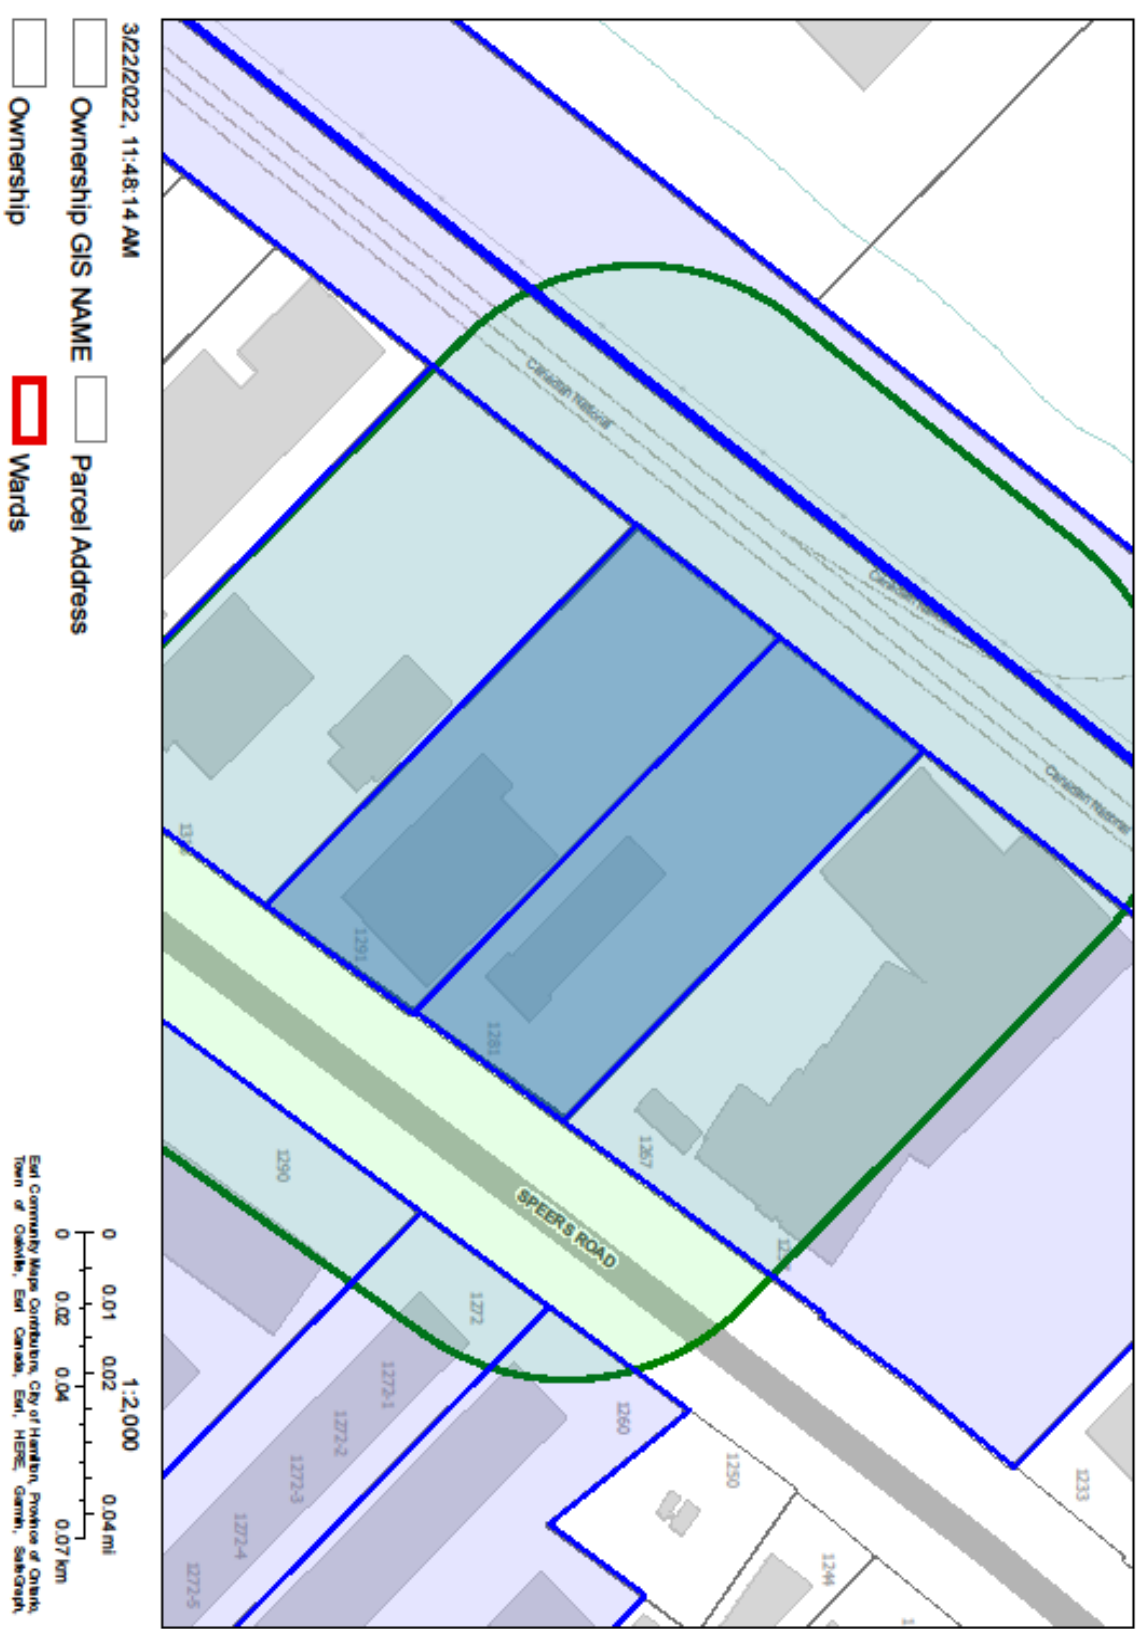 3/22/2022, 11:48:14 AM
Ownership GIS NAME
Parcel Address
Ownership
Wards
1:2,000
0 0.01 0.02 0.04 mi
0 0.02 0.04 0.07 km
Esri Community Maps Contributors, City of Hamilton, Province of Ontario,
Town of Oakville, Esri Canada, Esri, HERE, Garmin, SafeGraph,
Canadian National
Canadian
Canadian National
1291
1281
1267
SPEERS ROAD
1290
1272
1272-1
1272-2
1272-3
1272-4
1272-5
1260
1250
1244
1233